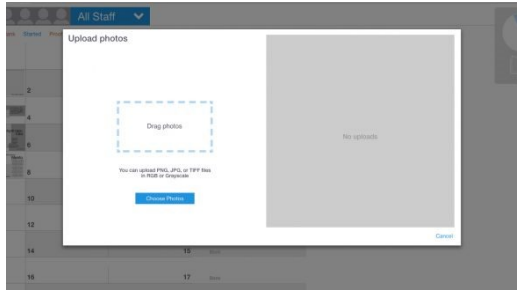 All Staff
Started
Upload photos
2
Drag photos
4
No uploads
6
You can upload PNG, JPG, or TIFF files
in RGB or Greyscale
8
Choose Photos
10
12
Cancel
14
15
16
17